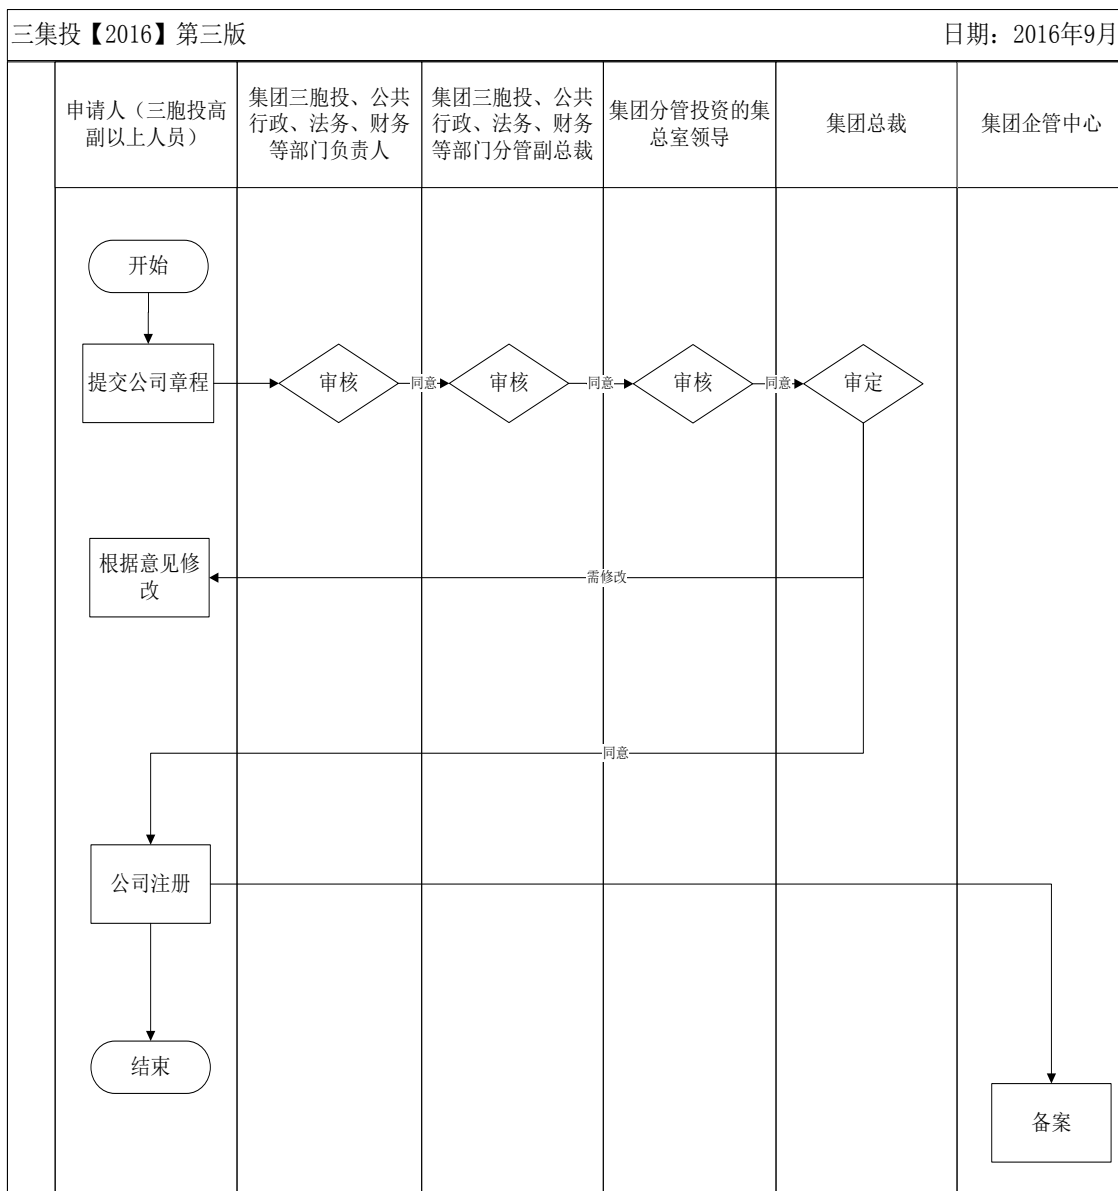 三集投【2016】第三版
日期：2016年9月
申请人（三胞投高
副以上人员）
集团三胞投、公共
行政、法务、财务
等部门负责人
集团三胞投、公共
行政、法务、财务
等部门分管副总裁
集团分管投资的集
总室领导
集团总裁
集团企管中心
开始
提交公司章程
审核
同意
审核
同意
审核
同意
审定
根据意见修
改
需修改
同意
公司注册
结束
备案